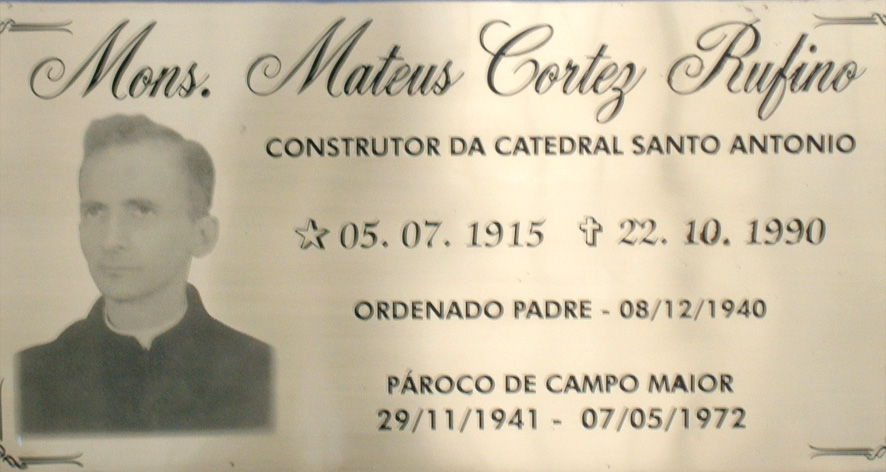 Mons. Mateus Cortez Rufino
CONSTRUTOR DA CATEDRAL SANTO ANTONIO
☆ 05. 07. 1915 ✝ 22. 10. 1990
ORDENADO PADRE - 08/12/1940
PÁROCO DE CAMPO MAIOR
29/11/1941 - 07/05/1972